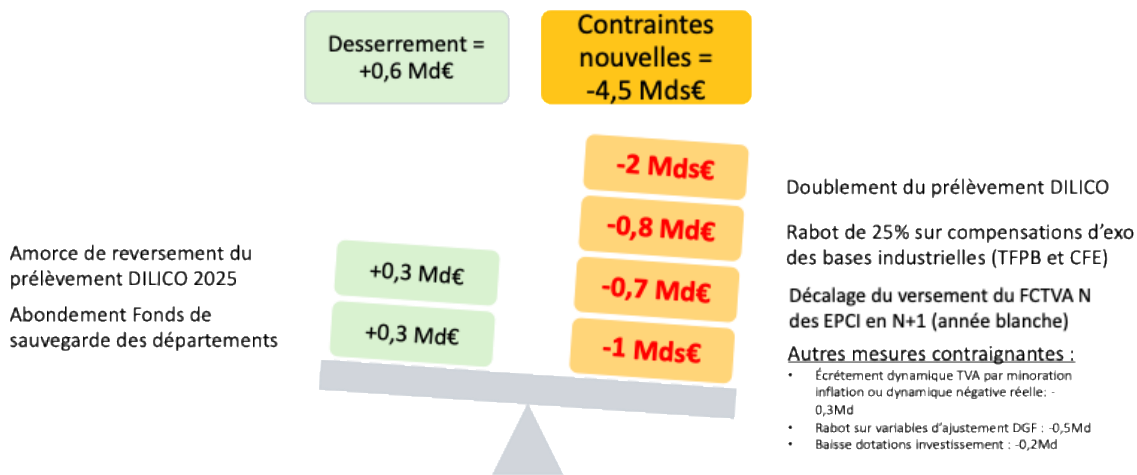 Desserrement =
+0,6 Md€
Contraintes
nouvelles =
-4,5 Mds€
Amorce de reversement du
prélèvement DILICO 2025
Abondement Fonds de
sauvegarde des départements
+0,3 Md€
+0,3 Md€
-2 Mds€
-0,8 Md€
-0,7 Md€
-1 Mds€
Doublement du prélèvement DILICO
Rabot de 25% sur compensations d’exo
des bases industrielles (TFPB et CFE)
Décalage du versement du FCTVA N
des EPCI en N+1 (année blanche)
Autres mesures contraignantes :
• Écrétement dynamique TVA par minoration
inflation ou dynamique négative réelle: -
0,3Md
• Rabot sur variables d’ajustement DGF : -0,5Md
• Baisse dotations investissement : -0,2Md